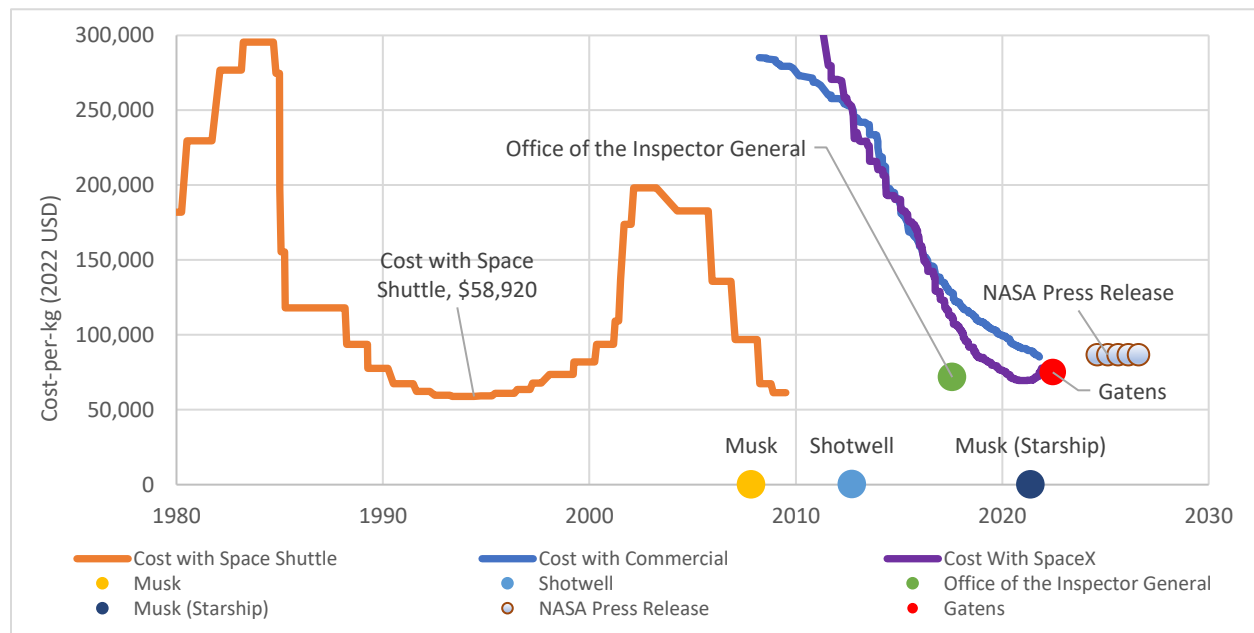 300,000
250,000
200,000
150,000
100,000
50,000
0
Cost-per-kg (2022 USD)
1980
1990
2000
2010
2020
2030
Office of the Inspector General
Cost with Space
Shuttle, $58,920
NASA Press Release
Gatens
Musk
Shotwell
Musk (Starship)
Cost with Space Shuttle
Cost with Commercial
Cost With SpaceX
Musk
Shotwell
Office of the Inspector General
Musk (Starship)
NASA Press Release
Gatens